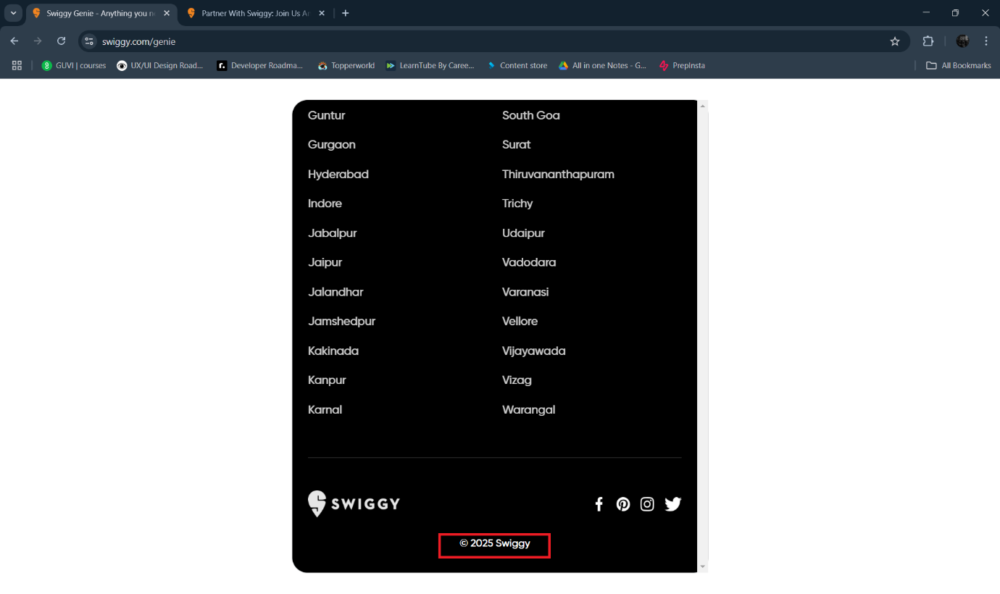 Swiggy Genie - Anything you ne
Partner With Swiggy: Join Us An
swiggy.com/genie
GUVI | courses
UX/UI Design Road...
r.
Developer Roadma...
Topperworld
LearnTube By Caree...
Content store
All in one Notes - G...
PrepInsta
All Bookmarks
Guntur
South Goa
Gurgaon
Surat
Hyderabad
Thiruvananthapuram
Indore
Trichy
Jabalpur
Udaipur
Jaipur
Vadodara
Jalandhar
Varanasi
Jamshedpur
Vellore
Kakinada
Vijayawada
Kanpur
Vizag
Karnal
Warangal
SWIGGY
© 2025 Swiggy